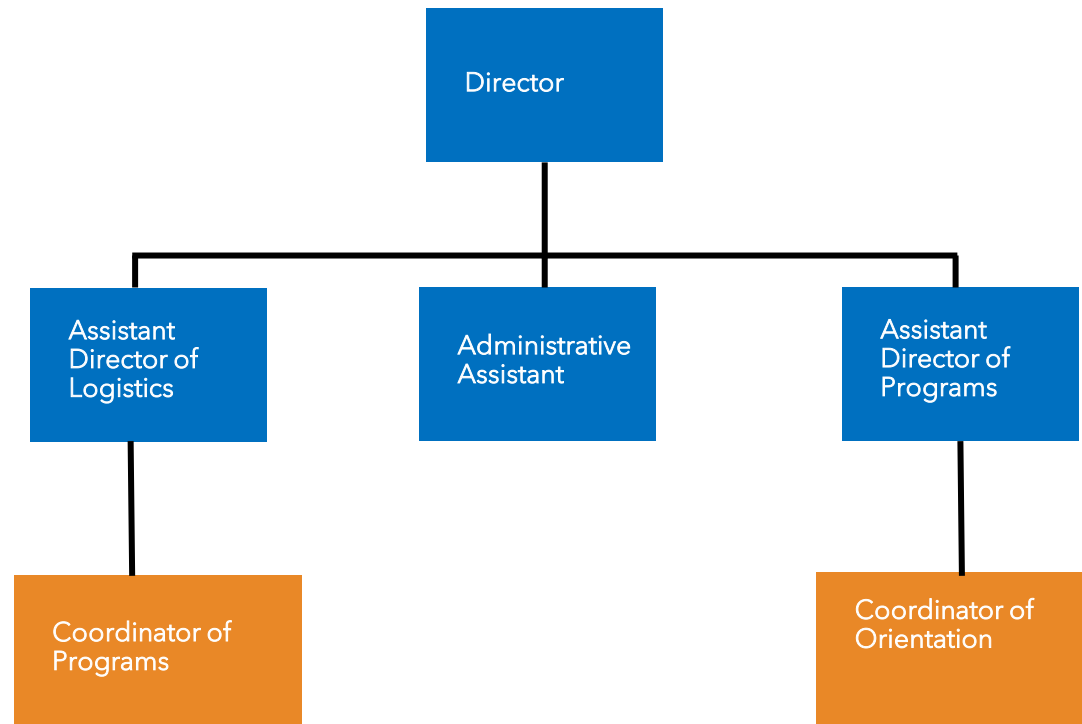 Director
Assistant
Director of
Logistics
Administrative
Assistant
Assistant
Director of
Programs
Coordinator of
Programs
Coordinator of
Orientation